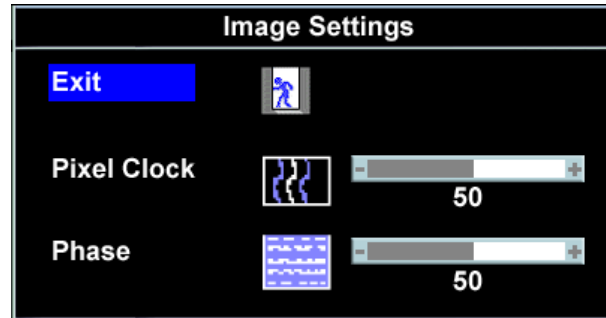 Image Settings
Exit
Pixel Clock
- +
50
Phase
- +
50